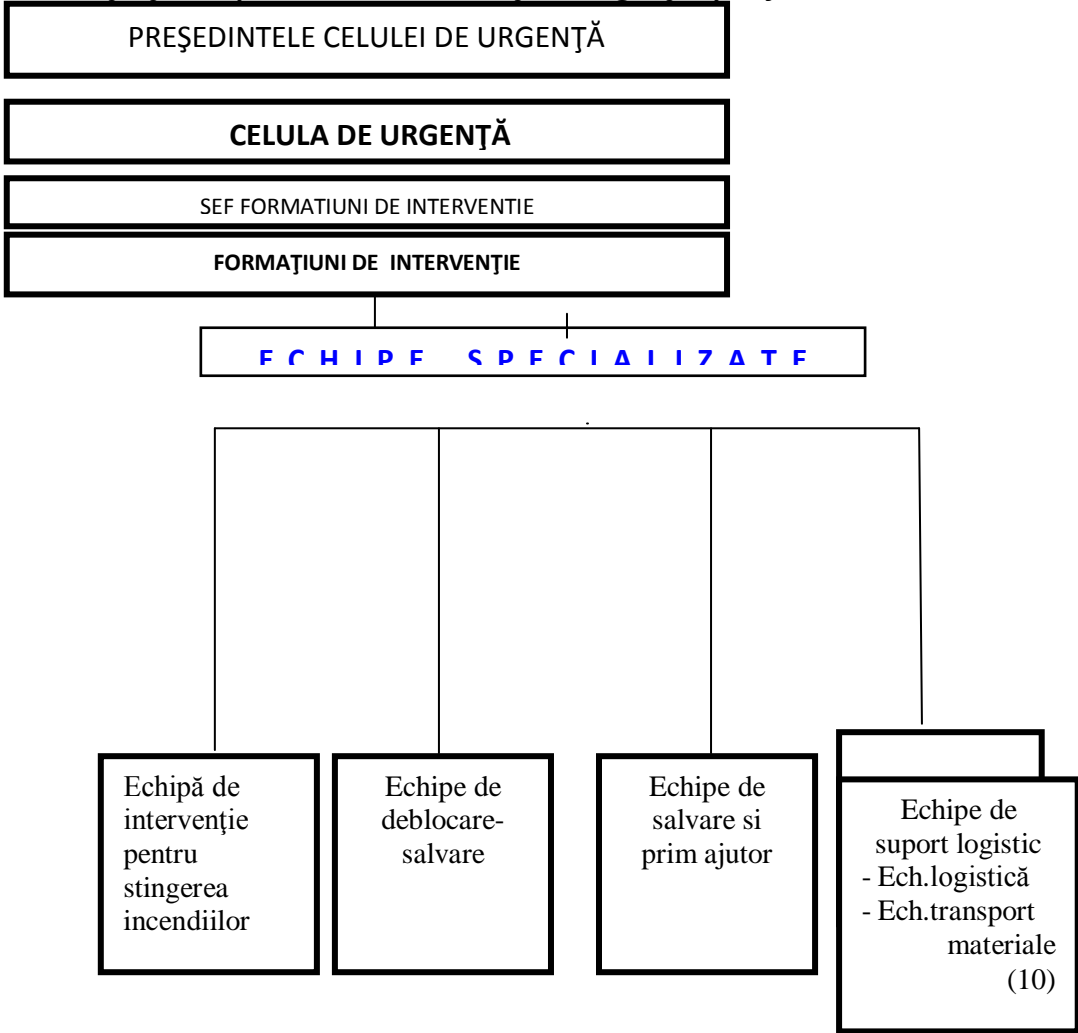 PREŞEDINTELE CELULEI DE URGENŢĂ
CELULA DE URGENŢĂ
SEF FORMATIUNI DE INTERVENTIE
FORMAŢIUNI DE INTERVENŢIE
E C H I P E S P E C I A L I Z A T E
Echipă de
intervenţie
pentru
stingerea
incendiilor
Echipe de
deblocare-
salvare
Echipe de
salvare si
prim ajutor
Echipe de
suport logistic
- Ech.logistică
- Ech.transport
materiale
(10)